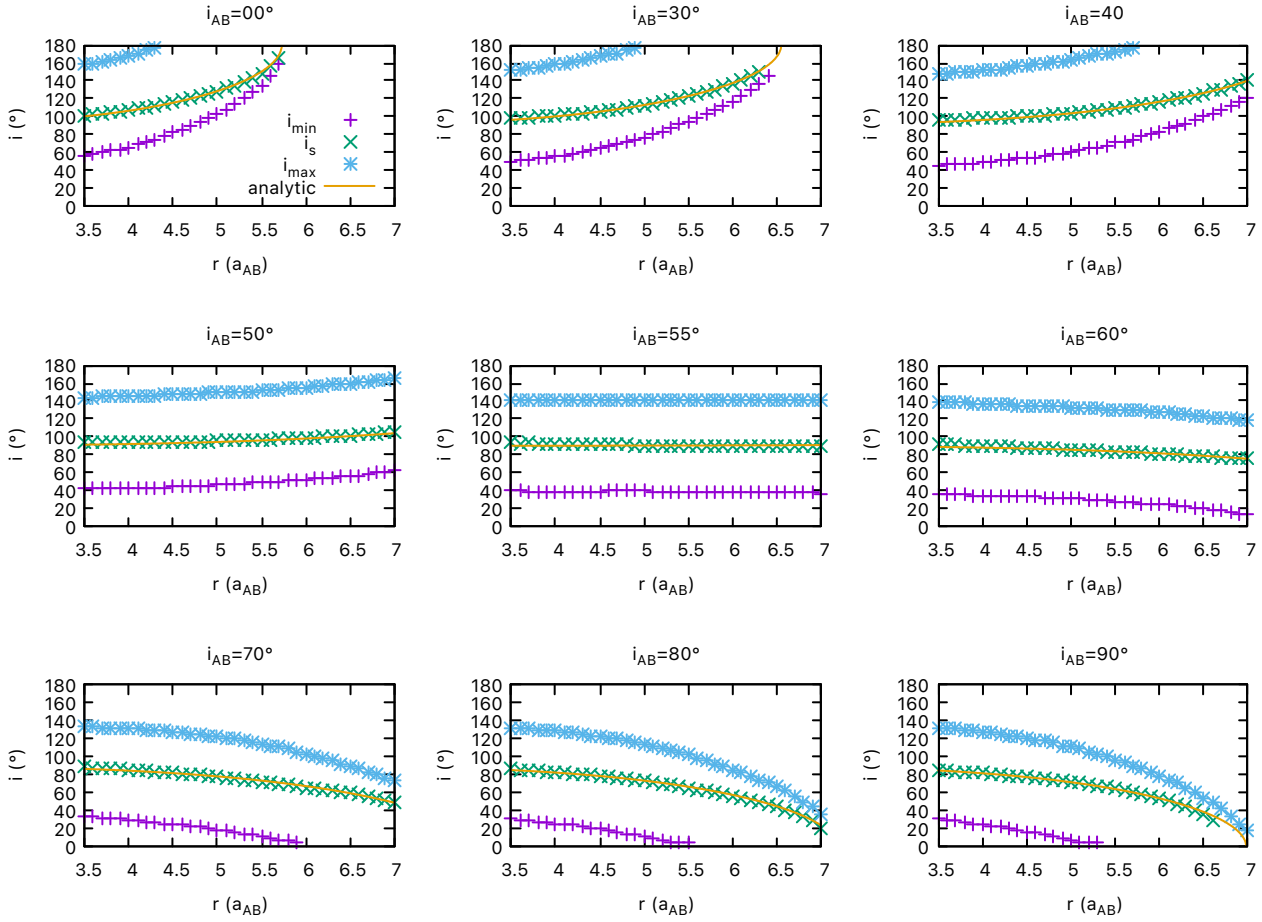 i_AB=00°
i_AB=30°
i_AB=40
180
160
140
120
100
80
60
40
20
0
i (°)
i_min
i_s
i_max
analytic
3.5 4 4.5 5 5.5 6 6.5 7
r (a_AB)
180
160
140
120
100
80
60
40
20
0
i (°)
3.5 4 4.5 5 5.5 6 6.5 7
r (a_AB)
180
160
140
120
100
80
60
40
20
0
i (°)
3.5 4 4.5 5 5.5 6 6.5 7
r (a_AB)
i_AB=50°
i_AB=55°
i_AB=60°
180
160
140
120
100
80
60
40
20
0
i (°)
3.5 4 4.5 5 5.5 6 6.5 7
r (a_AB)
180
160
140
120
100
80
60
40
20
0
i (°)
3.5 4 4.5 5 5.5 6 6.5 7
r (a_AB)
180
160
140
120
100
80
60
40
20
0
i (°)
3.5 4 4.5 5 5.5 6 6.5 7
r (a_AB)
i_AB=70°
i_AB=80°
i_AB=90°
180
160
140
120
100
80
60
40
20
0
i (°)
3.5 4 4.5 5 5.5 6 6.5 7
r (a_AB)
180
160
140
120
100
80
60
40
20
0
i (°)
3.5 4 4.5 5 5.5 6 6.5 7
r (a_AB)
180
160
140
120
100
80
60
40
20
0
i (°)
3.5 4 4.5 5 5.5 6 6.5 7
r (a_AB)